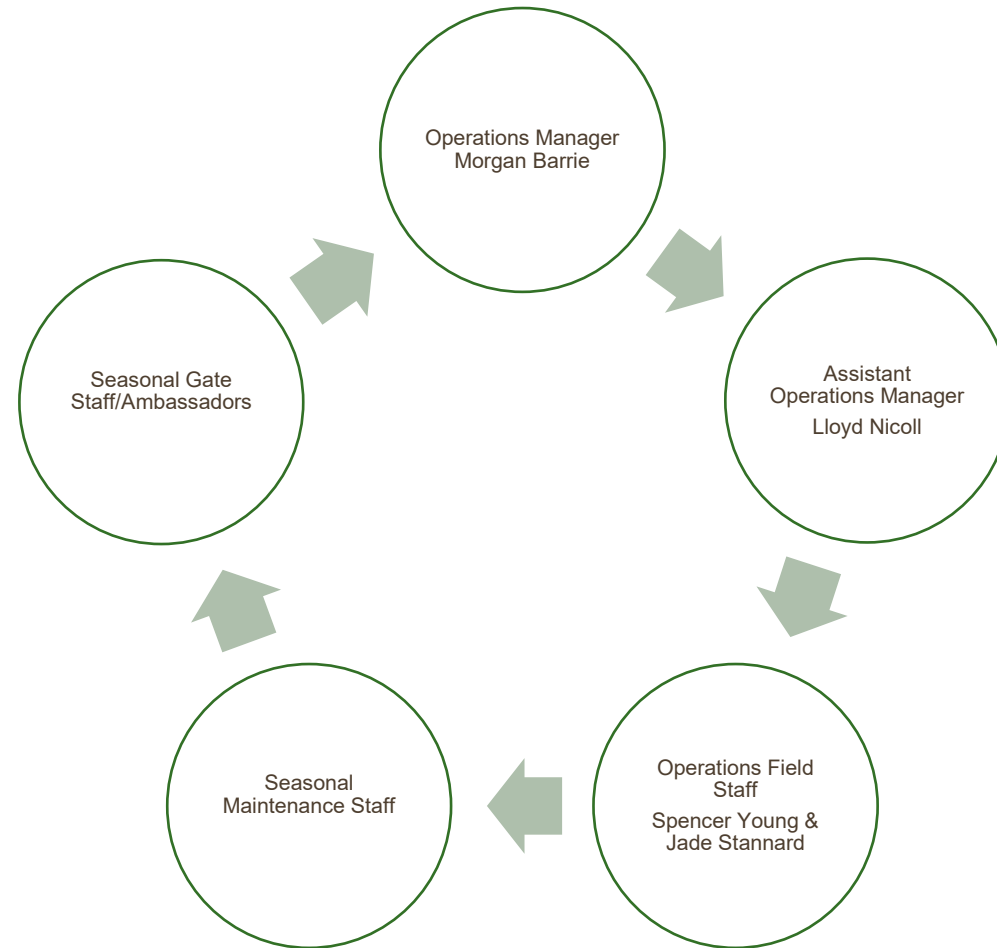 Operations Manager
Morgan Barrie
Assistant
Operations Manager
Lloyd Nicoll
Operations Field
Staff
Spencer Young &
Jade Stannard
Seasonal
Maintenance Staff
Seasonal Gate
Staff/Ambassadors